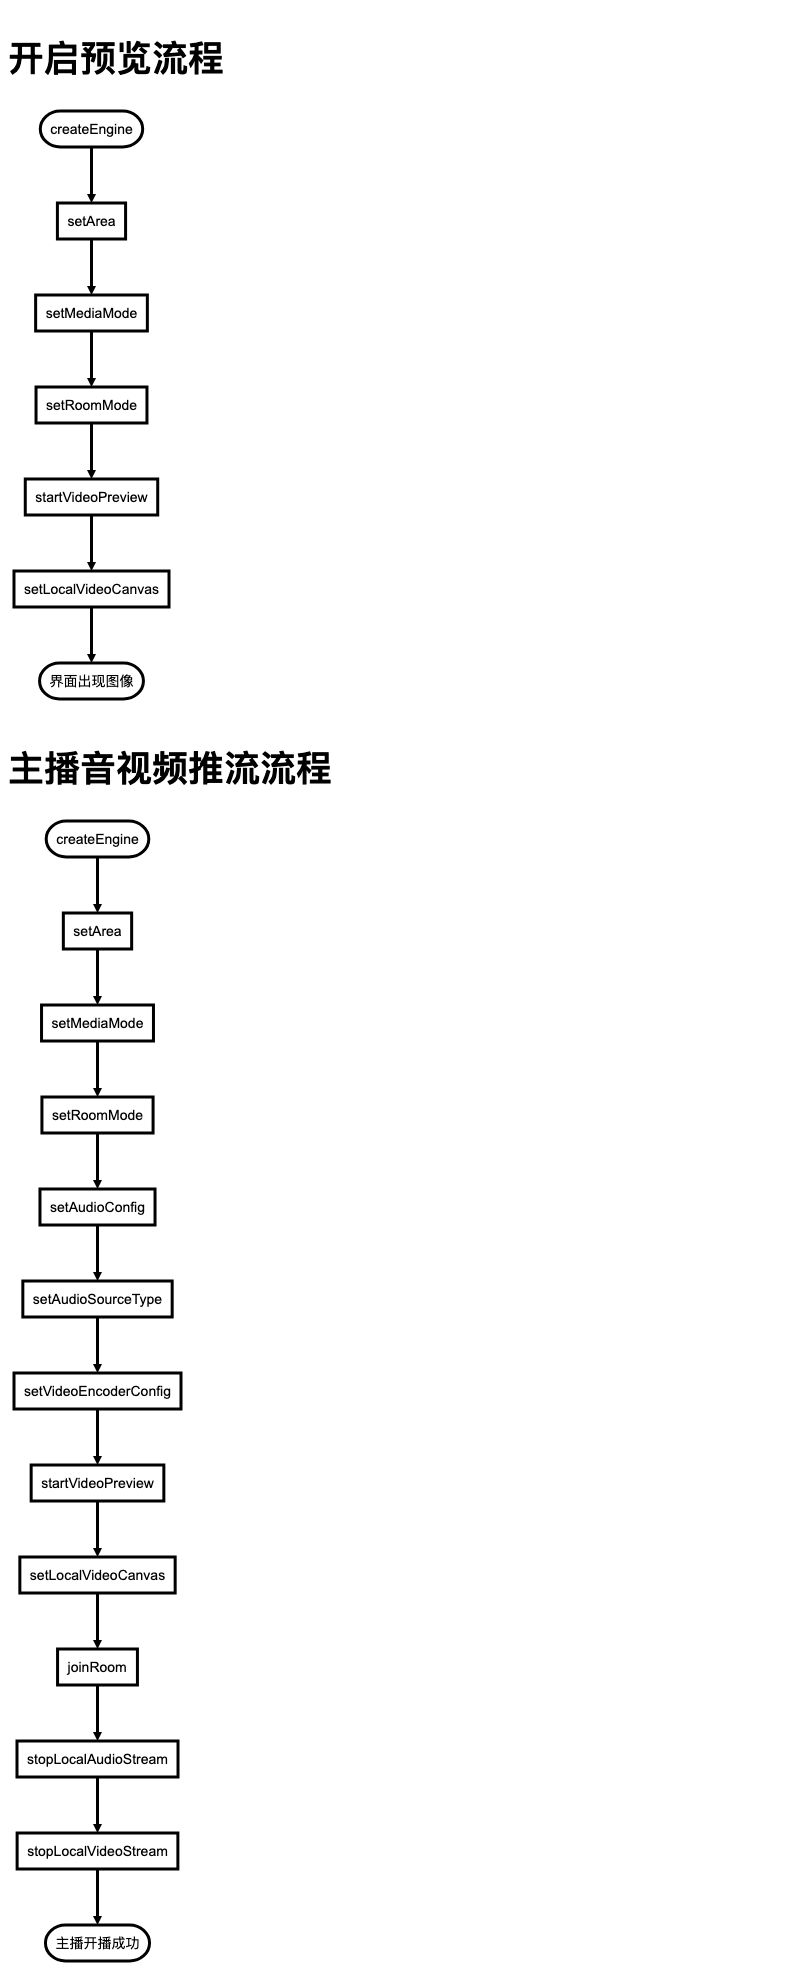 开启预览流程
createEngine
setArea
setMediaMode
setRoomMode
startVideoPreview
setLocalVideoCanvas
界面出现图像
主播音视频推流流程
createEngine
setArea
setMediaMode
setRoomMode
setAudioConfig
setAudioSourceType
setVideoEncoderConfig
startVideoPreview
setLocalVideoCanvas
joinRoom
stopLocalAudioStream
stopLocalVideoStream
主播开播成功